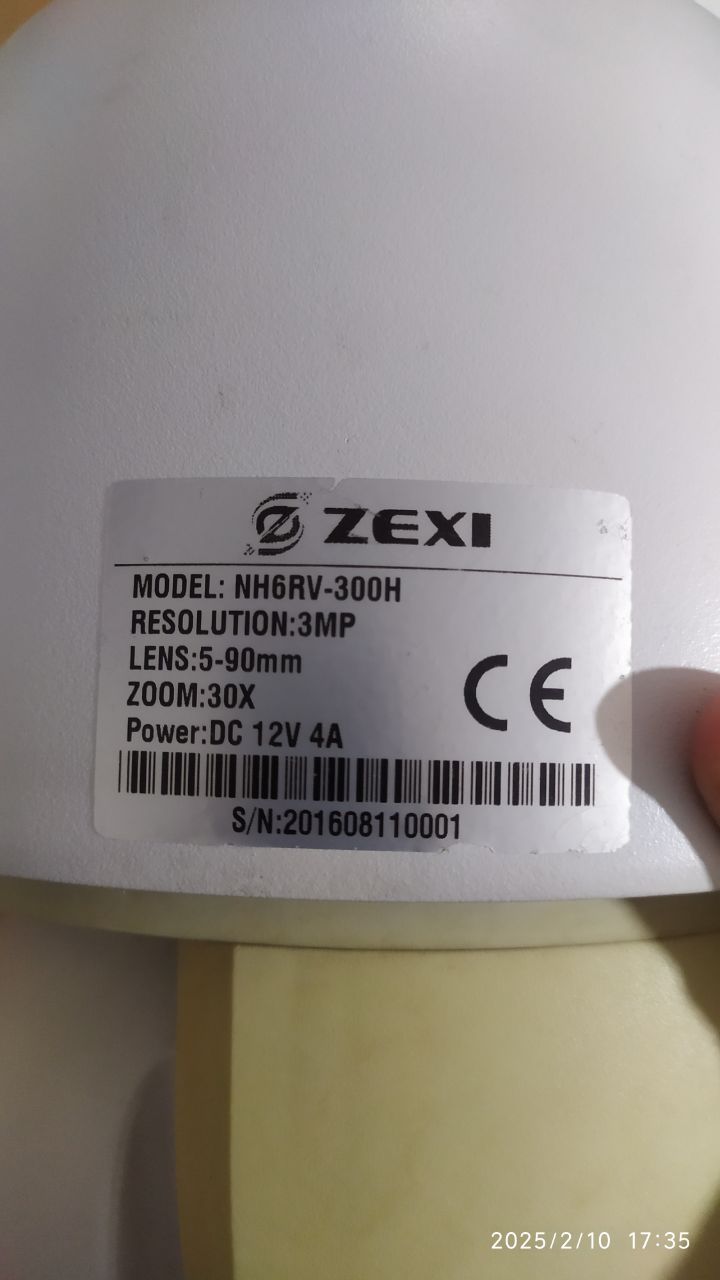 ZEXI
MODEL: NH6RV-300H
RESOLUTION:3MP
LENS:5-90mm
ZOOM:30X
Power:DC 12V 4A
CE
S/N:201608110001
2025/2/10 17:35